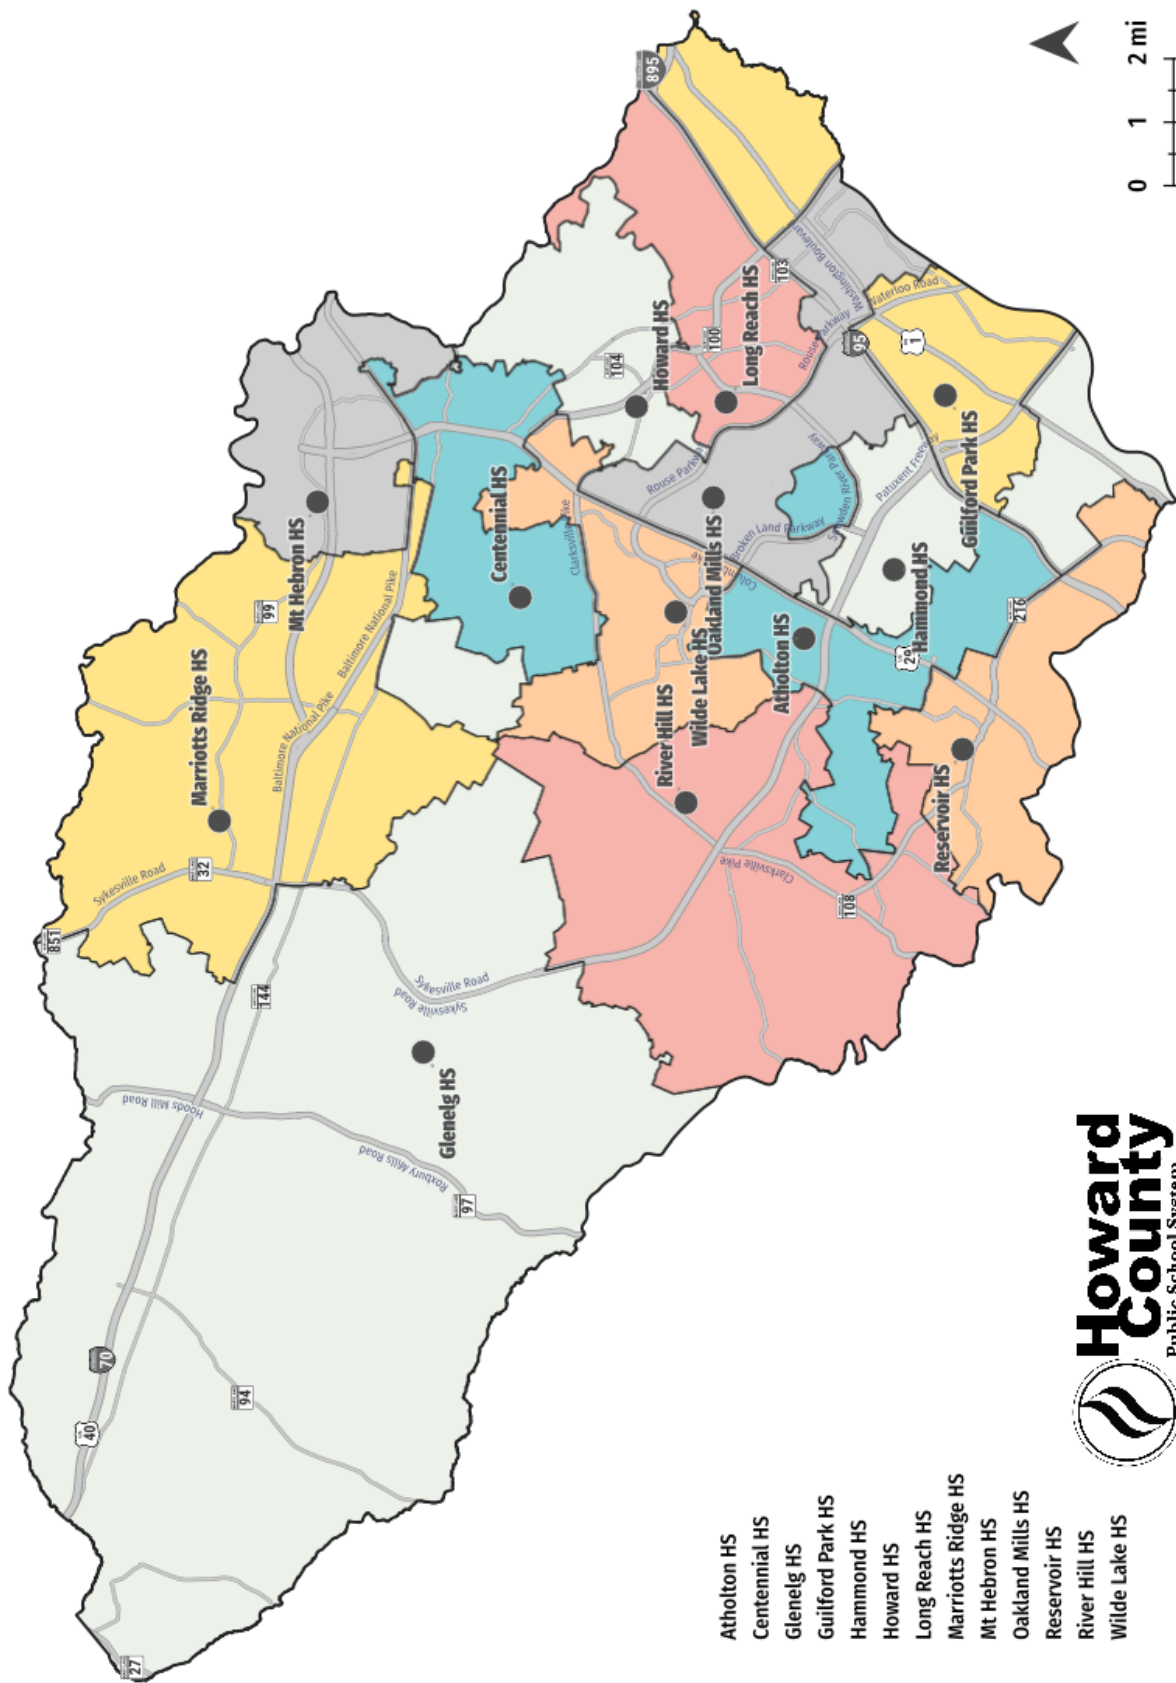 895
2 mi
1
0
103
Washington Boulevard
Waterloo Road
Long Reach HS
Howard HS
100
104
Rouse Parkway
95
1
Guilford Park HS
Patuxent Freeway
Snowden River Parkway
Rouse Parkway
Broken Land Parkway
Oakland Mills HS
Columbia Pike
Hammond HS
29
216
Centennial HS
Clarksville Pike
Mt Hebron HS
99
Baltimore National Pike
Baltimore National Pike
Marriotts Ridge HS
Wilde Lake HS
Atholton HS
River Hill HS
Reservoir HS
Clarksville Pike
108
Sykesville Road
32
851
144
Sykesville Road
Sykesville Road
Glenelg HS
Hoods Mill Road
Roxbury Mills Road
97
70
40
94
27
Atholton HS
Centennial HS
Glenelg HS
Guilford Park HS
Hammond HS
Howard HS
Long Reach HS
Marriotts Ridge HS
Mt Hebron HS
Oakland Mills HS
Reservoir HS
River Hill HS
Wilde Lake HS
Howard
County
Public School System